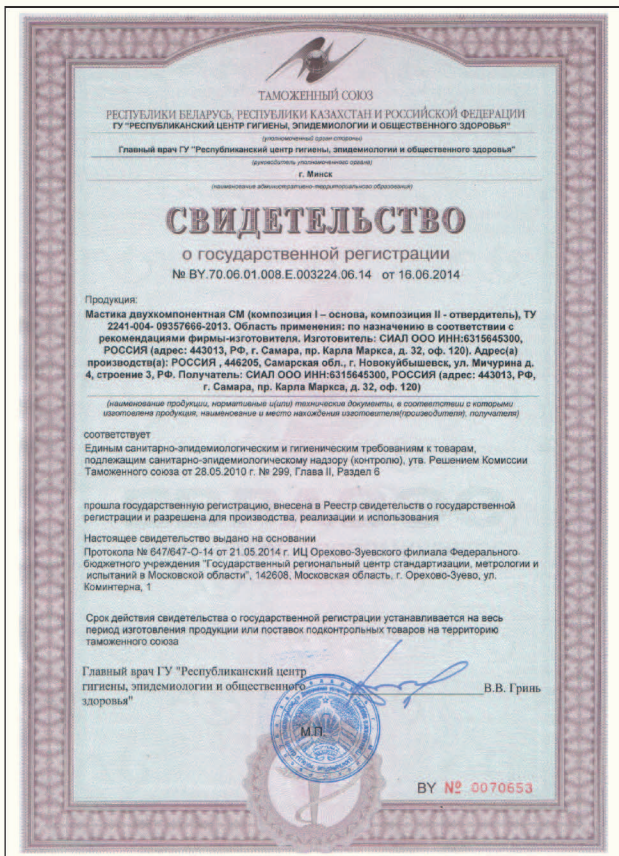 ТАМОЖЕННЫЙ СОЮЗ
РЕСПУБЛИКИ БЕЛАРУСЬ, РЕСПУБЛИКИ КАЗАХСТАН И РОССИЙСКОЙ ФЕДЕРАЦИИ
ГУ "РЕСПУБЛИКАНСКИЙ ЦЕНТР ГИГИЕНЫ, ЭПИДЕМИОЛОГИИ И ОБЩЕСТВЕННОГО ЗДОРОВЬЯ"
(уполномоченный орган стороны)
Главный врач ГУ "Республиканский центр гигиены, эпидемиологии и общественного здоровья"
(руководитель уполномоченного органа)
г. Минск
(наименование административно-территориального образования)
СВИДЕТЕЛЬСТВО
о государственной регистрации
№ BY.70.06.01.008.E.003224.06.14 от 16.06.2014
Продукция:
Мастика двухкомпонентная СМ (композиция I – основа, композиция II - отвердитель), ТУ
2241-004- 09357666-2013. Область применения: по назначению в соответствии с
рекомендациями фирмы-изготовителя. Изготовитель: СИАЛ ООО ИНН:6315645300,
РОССИЯ (адрес: 443013, РФ, г. Самара, пр. Карла Маркса, д. 32, оф. 120). Адрес(а)
производств(а): РОССИЯ , 446205, Самарская обл., г. Новокуйбышевск, ул. Мичурина д.
4, строение 3, РФ. Получатель: СИАЛ ООО ИНН:6315645300, РОССИЯ (адрес: 443013, РФ,
г. Самара, пр. Карла Маркса, д. 32, оф. 120)
(наименование продукции, нормативные и(или) технические документы, в соответствии с которыми
изготовлена продукция, наименование и место нахождения изготовителя(производителя), получателя)
соответствует
Единым санитарно-эпидемиологическим и гигиеническим требованиям к товарам,
подлежащим санитарно-эпидемиологическому надзору (контролю), утв. Решением Комиссии
Таможенного союза от 28.05.2010 г. № 299, Глава II, Раздел 6
прошла государственную регистрацию, внесена в Реестр свидетельств о государственной
регистрации и разрешена для производства, реализации и использования
Настоящее свидетельство выдано на основании
Протокола № 647/647-О-14 от 21.05.2014 г. ИЦ Орехово-Зуевского филиала Федерального
бюджетного учреждения "Государственный региональный центр стандартизации, метрологии и
испытаний в Московской области", 142608, Московская область, г. Орехово-Зуево, ул.
Коминтерна, 1
Срок действия свидетельства о государственной регистрации устанавливается на весь
период изготовления продукции или поставок подконтрольных товаров на территорию
таможенного союза
Главный врач ГУ "Республиканский центр
гигиены, эпидемиологии и общественного
здоровья"
В.В. Гринь
М.П.
BY № 0070653